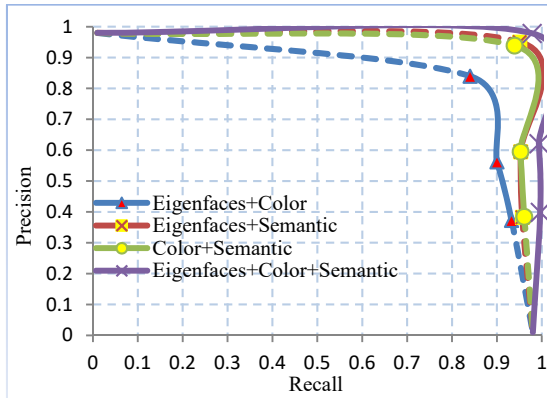 1
0.9
0.8
0.7
0.6
0.5
0.4
0.3
0.2
0.1
0
Precision
Eigenfaces+Color
Eigenfaces+Semantic
Color+Semantic
Eigenfaces+Color+Semantic
0 0.1 0.2 0.3 0.4 0.5 0.6 0.7 0.8 0.9 1
Recall